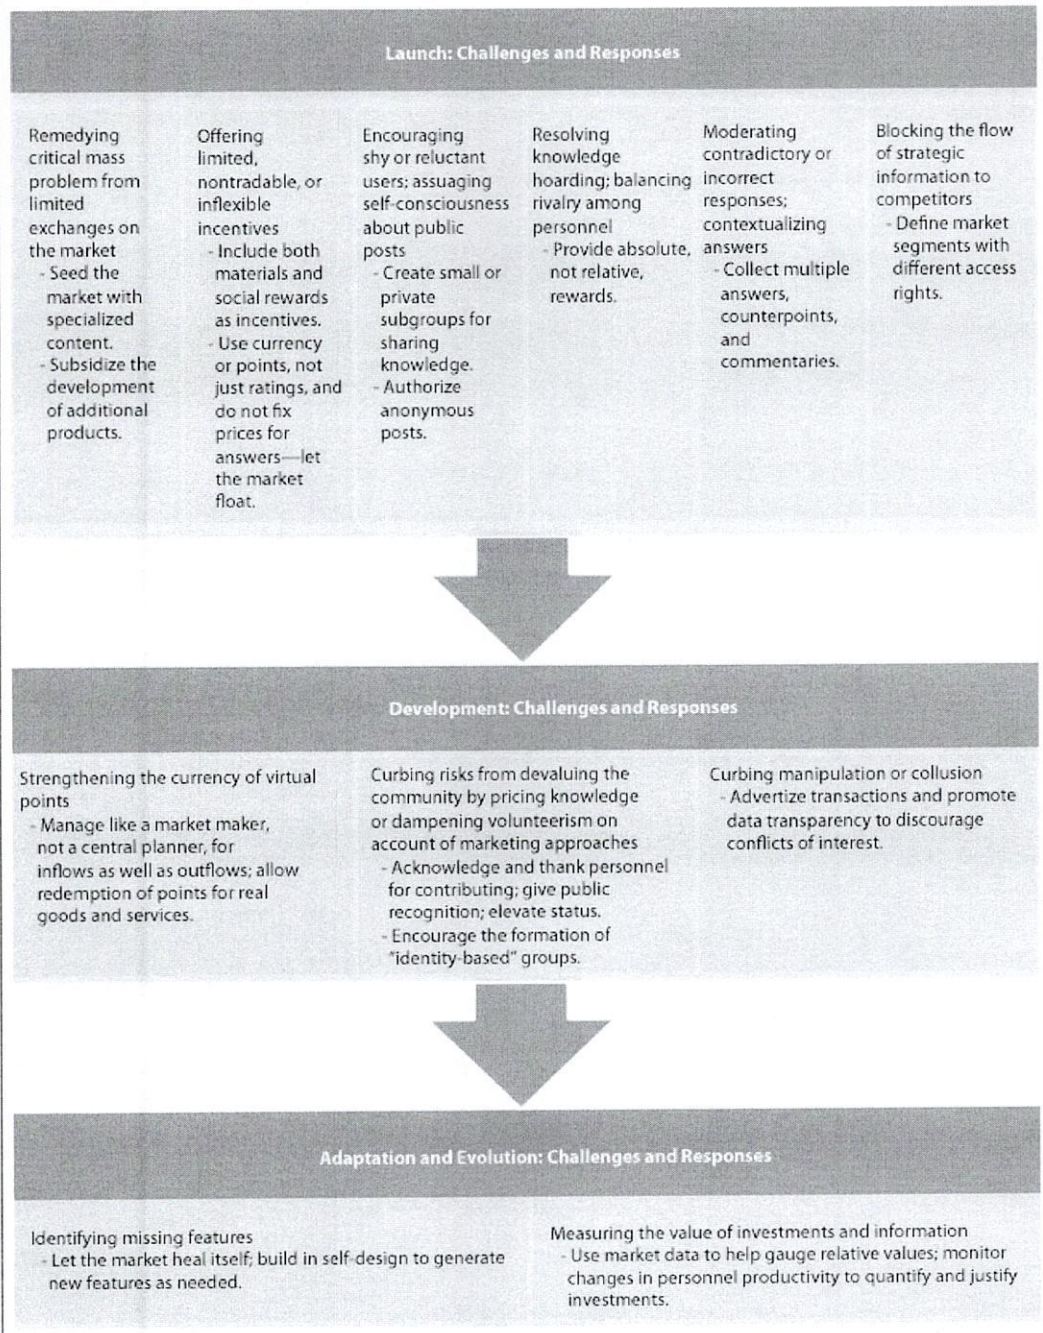 Launch: Challenges and Responses
Remedying
critical mass
problem from
limited
exchanges on
the market
- Seed the
market with
specialized
content.
- Subsidize the
development
of additional
products.
Offering
limited,
nontradable, or
inflexible
incentives
- Include both
materials and
social rewards
as incentives.
- Use currency
or points, not
just ratings, and
do not fix
prices for
answers—let
the market
float.
Encouraging
shy or reluctant
users; assuaging
self-consciousness
about public
posts
- Create small or
private
subgroups for
sharing
knowledge.
- Authorize
anonymous
posts.
Resolving
knowledge
hoarding; balancing
rivalry among
personnel
- Provide absolute,
not relative,
rewards.
Moderating
contradictory or
incorrect
responses;
contextualizing
answers
- Collect multiple
answers,
counterpoints,
and
commentaries.
Blocking the flow
of strategic
information to
competitors
- Define market
segments with
different access
rights.
Development: Challenges and Responses
Strengthening the currency of virtual
points
- Manage like a market maker,
not a central planner, for
inflows as well as outflows; allow
redemption of points for real
goods and services.
Curbing risks from devaluing the
community by pricing knowledge
or dampening volunteerism on
account of marketing approaches
- Acknowledge and thank personnel
for contributing; give public
recognition; elevate status.
- Encourage the formation of
"identity-based" groups.
Curbing manipulation or collusion
- Advertize transactions and promote
data transparency to discourage
conflicts of interest.
Adaptation and Evolution: Challenges and Responses
Identifying missing features
- Let the market heal itself; build in self-design to generate
new features as needed.
Measuring the value of investments and information
- Use market data to help gauge relative values; monitor
changes in personnel productivity to quantify and justify
investments.